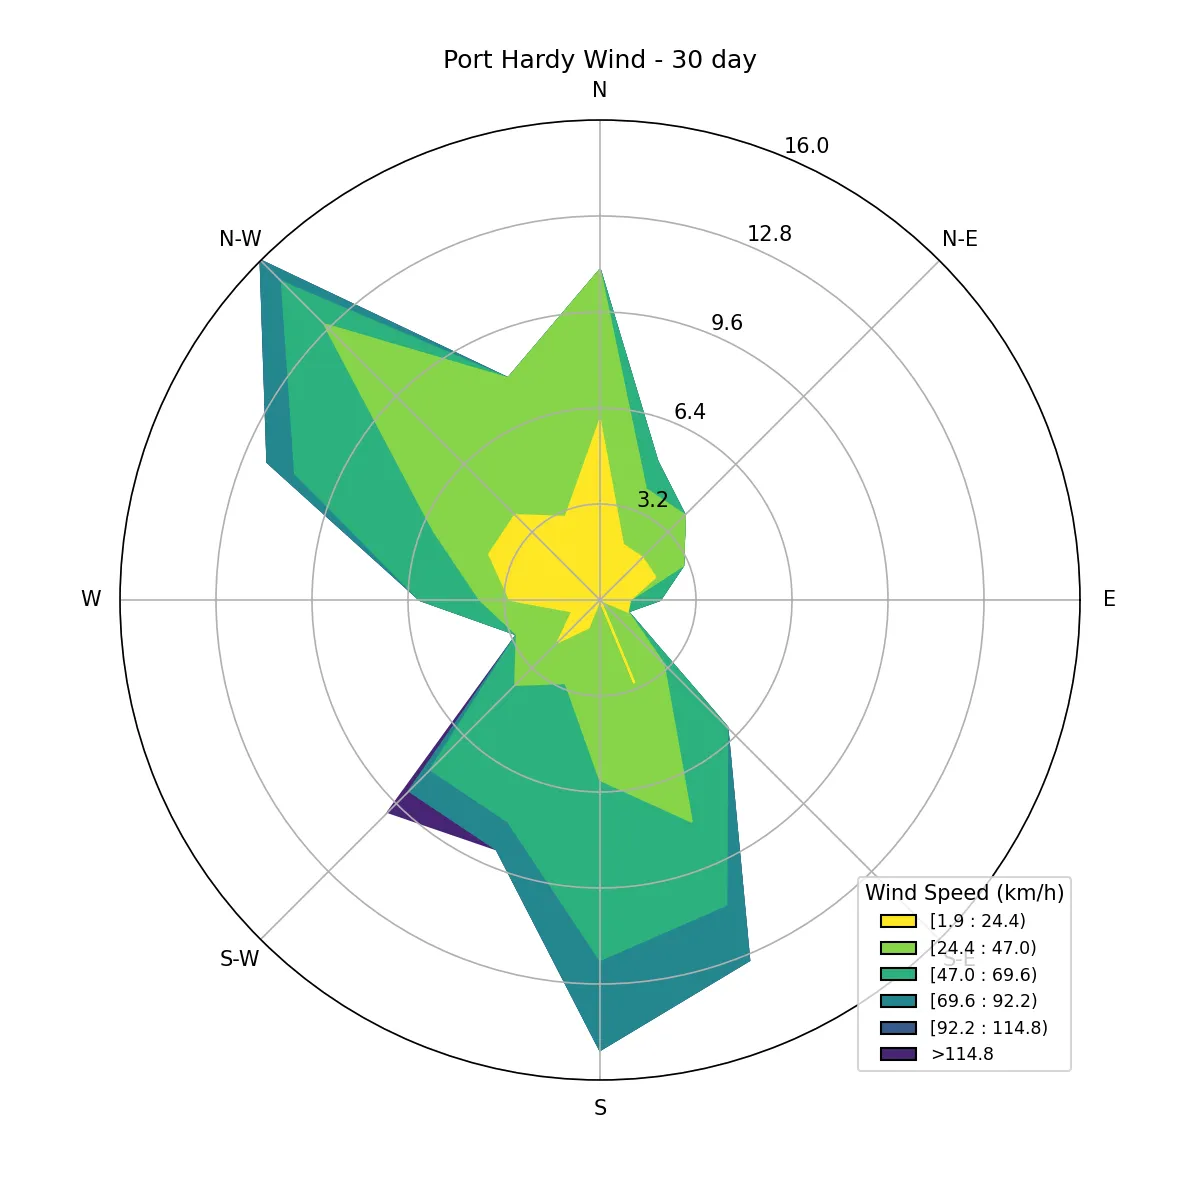 Port Hardy Wind - 30 day
N
16.0
12.8
N-W
N-E
9.6
6.4
3.2
W
E
Wind Speed (km/h)
[1.9 : 24.4)
[24.4 : 47.0)
S-W
S-E
[47.0 : 69.6)
[69.6 : 92.2)
[92.2 : 114.8)
>114.8
S